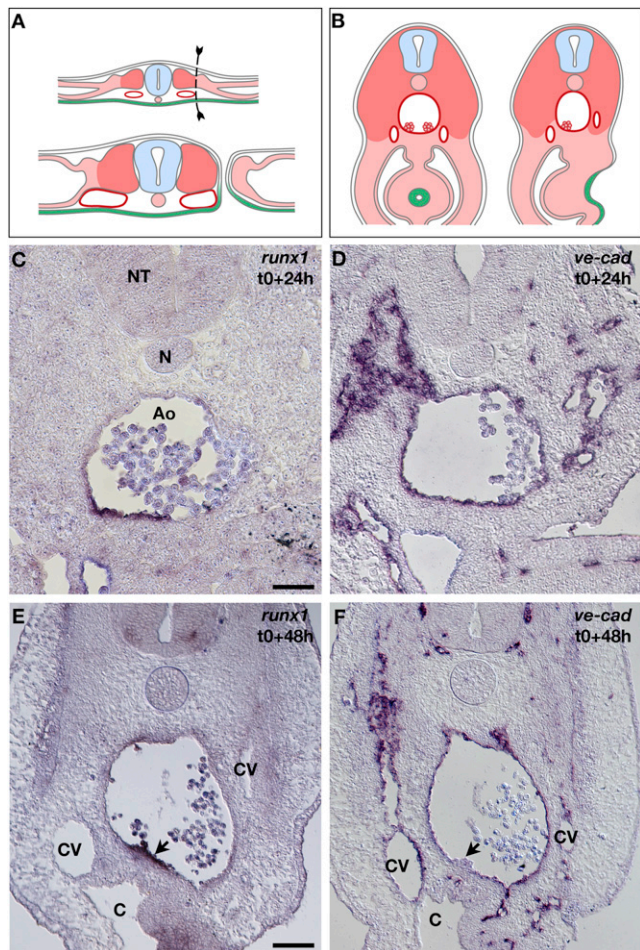 A
B
C
runx1
t0+24h
NT
N
Ao
D
ve-cad
t0+24h
E
runx1
t0+48h
CV
CV
C
F
ve-cad
t0+48h
CV
CV
C